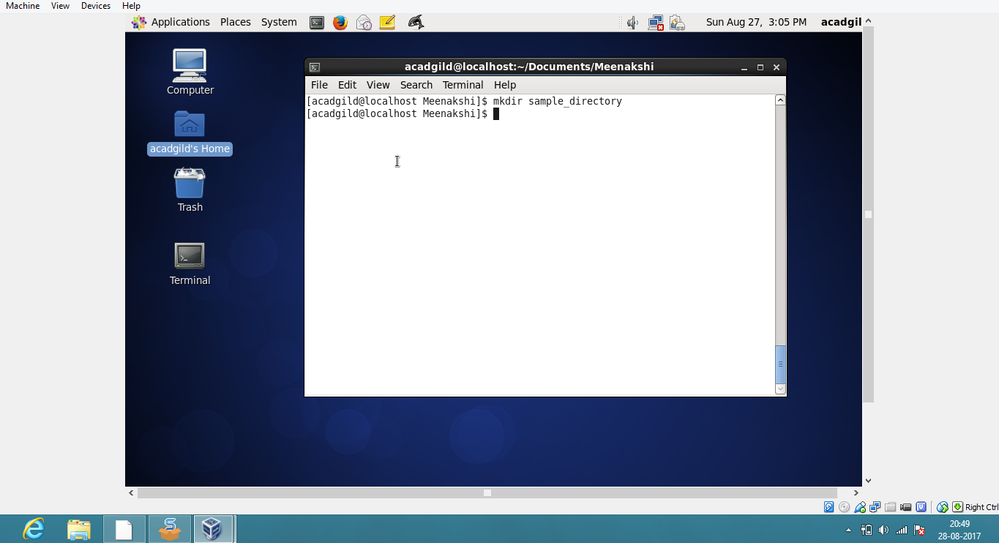 Machine View Devices Help
Applications Places System Sun Aug 27, 3:05 PM acadgil
Computer
acadgild's Home
Trash
Terminal
acadgild@localhost:~/Documents/Meenakshi
File Edit View Search Terminal Help
[acadgild@localhost Meenakshi]$ mkdir sample_directory
[acadgild@localhost Meenakshi]$
Right Ctrl
20:49
28-08-2017